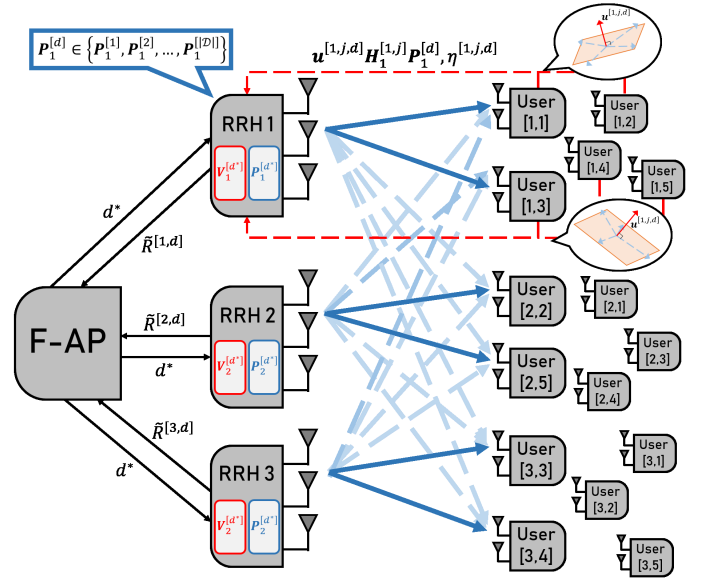 P_1^{[d]} ∈ {P_1^{[1]}, P_1^{[2]}, ..., P_1^{[|𝒟|]}}
u^{[1,j,d]} H_1^{[1,j]} P_1^{[d]}, η^{[1,j,d]}
u^{[1,j,d]}
RRH 1
V_1^{[d*]}
P_1^{[d*]}
User
[1,1]
User
[1,2]
User
[1,4]
User
[1,3]
User
[1,5]
u^{[1,j,d]}
d*
R̃^{[1,d]}
F-AP
R̃^{[2,d]}
d*
RRH 2
V_2^{[d*]}
P_2^{[d*]}
User
[2,2]
User
[2,1]
User
[2,3]
User
[2,5]
User
[2,4]
R̃^{[3,d]}
d*
RRH 3
V_2^{[d*]}
P_2^{[d*]}
User
[3,3]
User
[3,1]
User
[3,2]
User
[3,4]
User
[3,5]